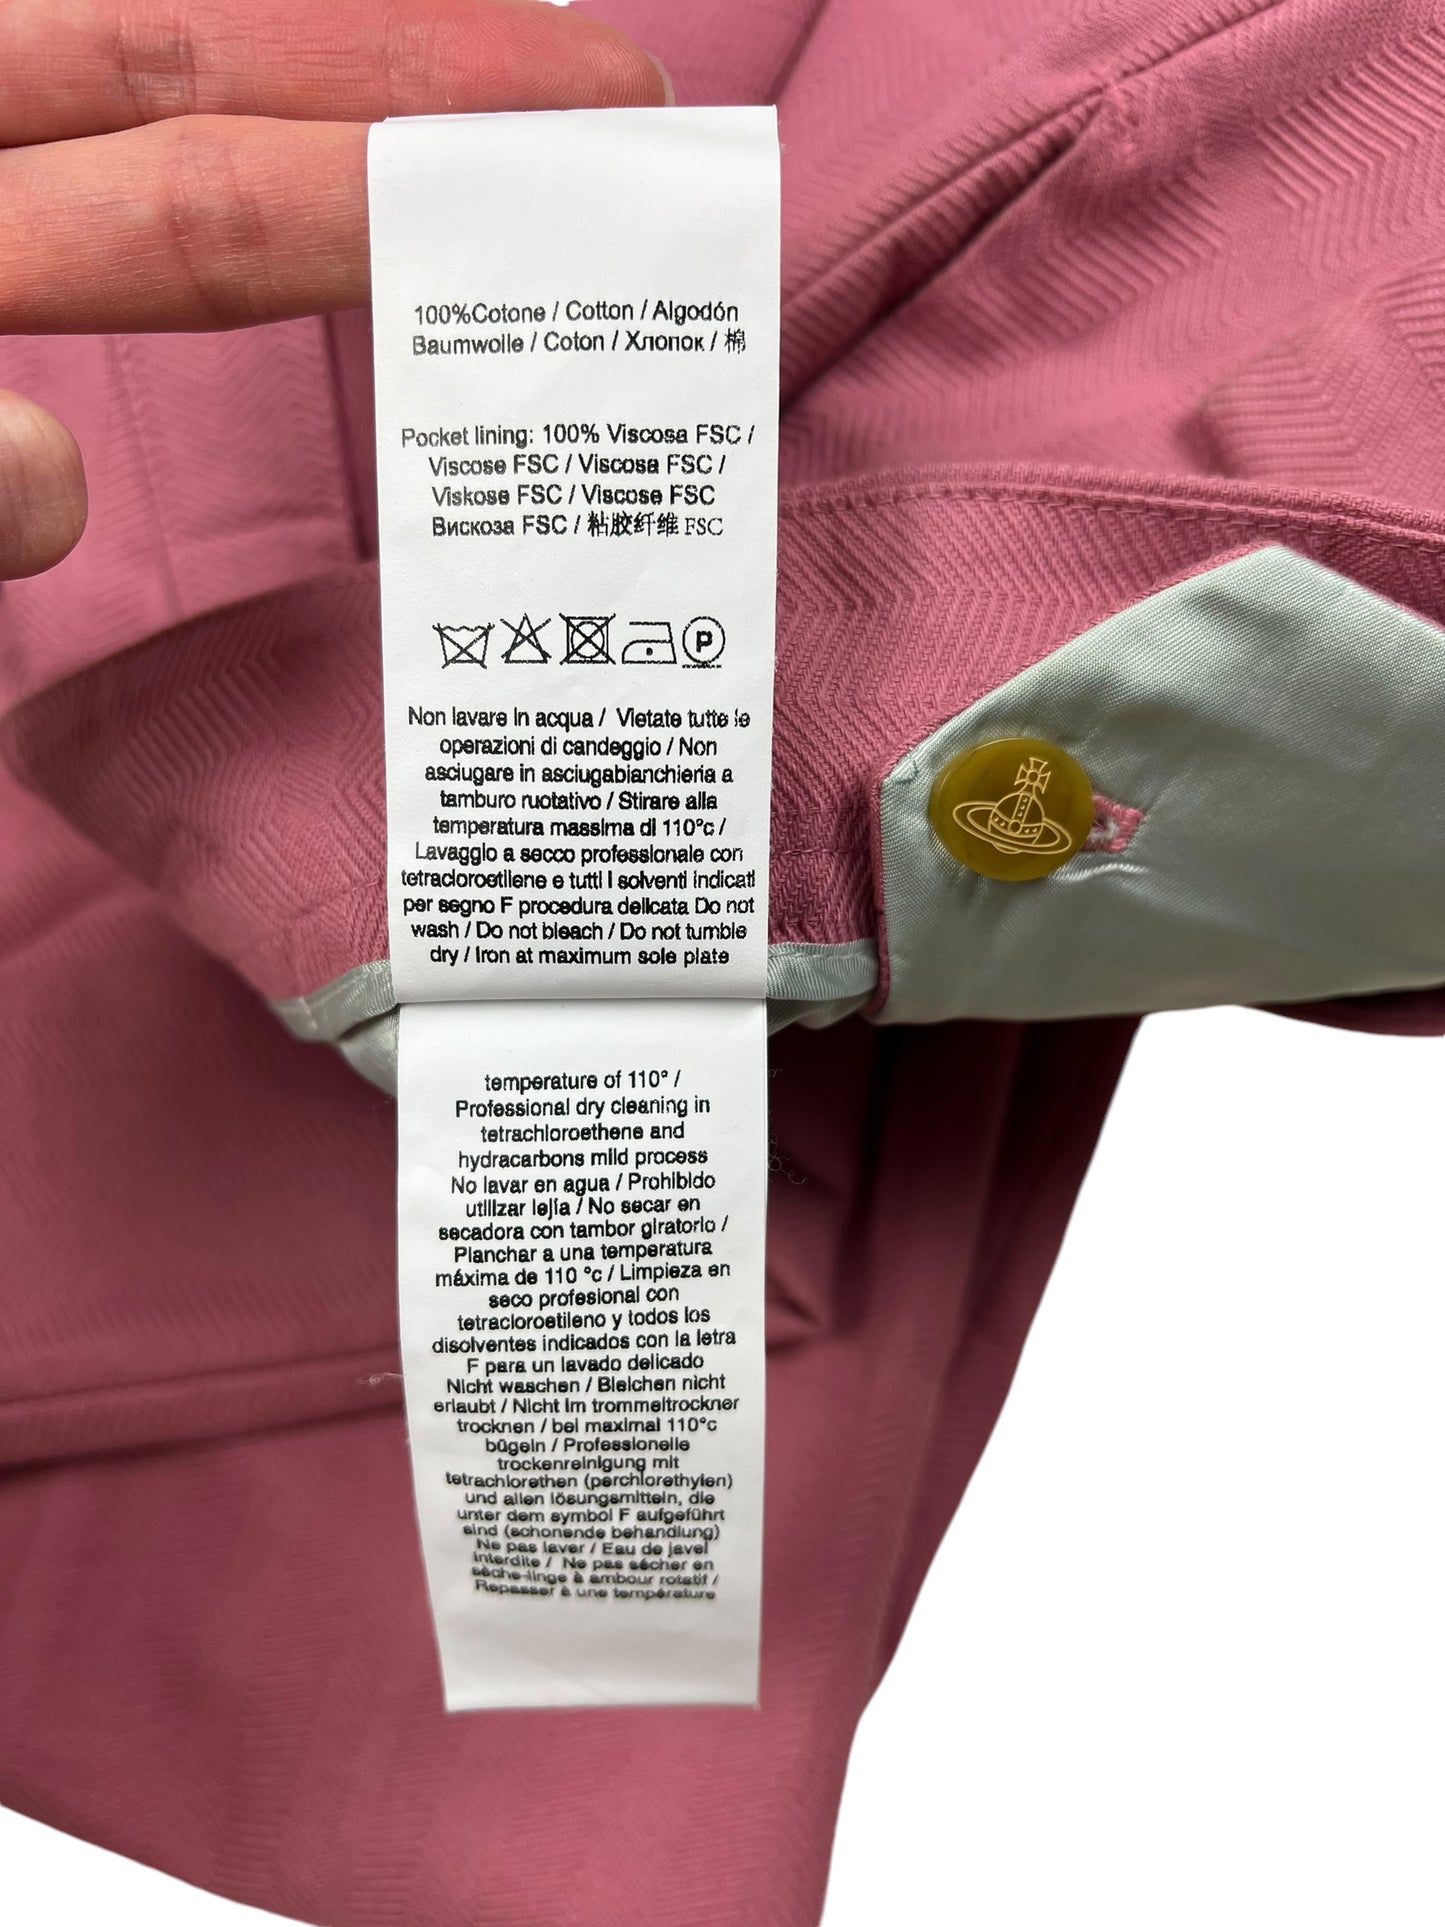 100%Cotone / Cotton / Algodón
Baumwolle / Coton / Хлопок / 棉
Pocket lining: 100% Viscosa FSC /
Viscose FSC / Viscosa FSC /
Viskose FSC / Viscose FSC
Вискоза FSC / 粘胶纤维 FSC
P
Non lavare in acqua / Vietate tutte le
operazioni di candeggio / Non
asciugare in asciugabiancheria a
tamburo ruotativo / Stirare alla
temperatura massima di 110°c /
Lavaggio a secco professionale con
tetracloroetilene e tutti i solventi indicati
per segno F procedura delicata Do not
wash / Do not bleach / Do not tumble
dry / Iron at maximum sole plate
temperature of 110° /
Professional dry cleaning in
tetrachloroethene and
hydracarbons mild process
No lavar en agua / Prohibido
utilizar lejía / No secar en
secadora con tambor giratorio /
Planchar a una temperatura
máxima de 110 °c / Limpieza en
seco profesional con
tetracloroetileno y todos los
disolventes indicados con la letra
F para un lavado delicado
Nicht waschen / Bleichen nicht
erlaubt / Nicht im trommeltrockner
trocknen / bei maximal 110°c
bügeln / Professionelle
trockenreinigung mit
tetrachlorethen (perchlorethylen)
und allen lösungsmitteln, die
unter dem symbol F aufgeführt
sind (schonende behandlung)
Ne pas laver / Eau de javel
interdite / Ne pas sécher en
sèche-linge à ambour rotatif /
Repasser à une température